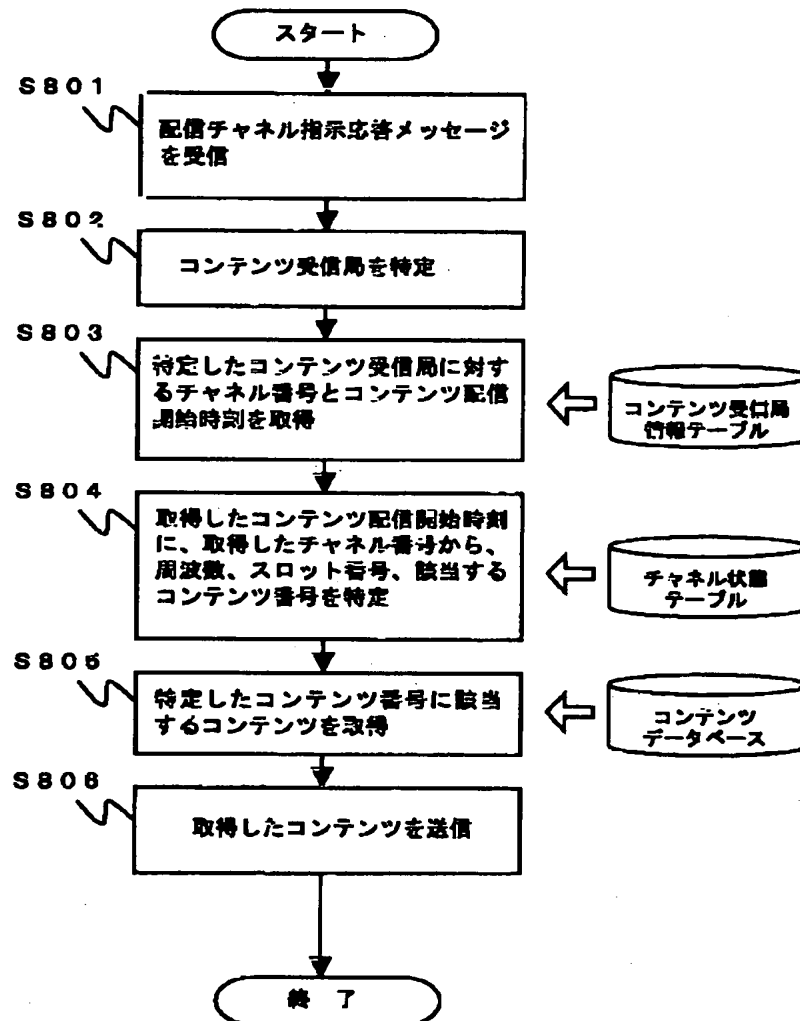 スタート
S801
配信チャネル指示応答メッセージ
を受信
S802
コンテンツ受信局を特定
S803
特定したコンテンツ受信局に対す
るチャネル番号とコンテンツ配信
開始時刻を取得
コンテンツ受信局
情報テーブル
S804
取得したコンテンツ配信開始時刻
に、取得したチャネル番号から、
周波数、スロット番号、該当する
コンテンツ番号を特定
チャネル状態
テーブル
S805
特定したコンテンツ番号に該当
するコンテンツを取得
コンテンツ
データベース
S806
取得したコンテンツを送信
終 了